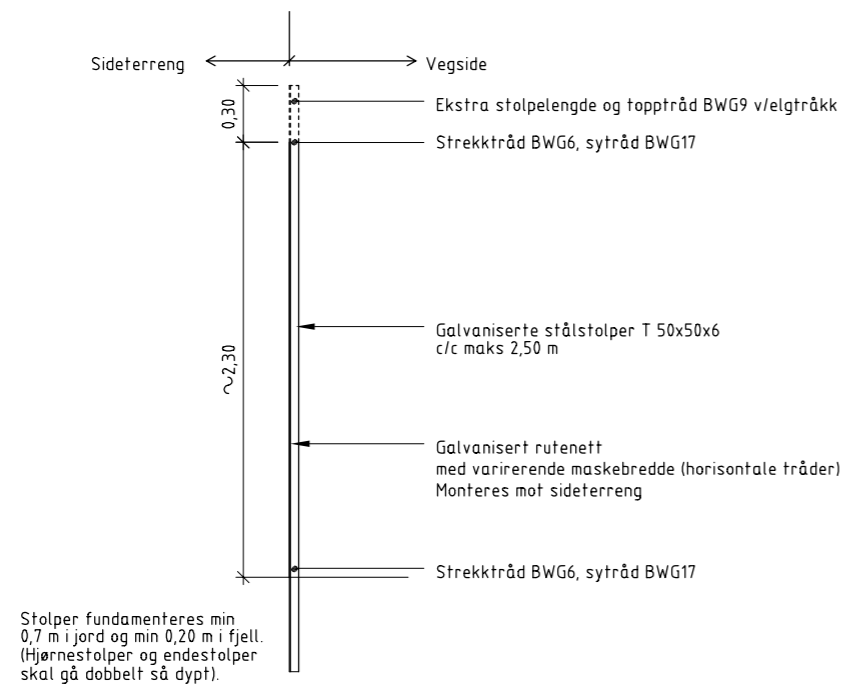 Sideterreng
Vegside
0,30
Ekstra stolpelengde og topptråd BWG9 v/elgtråkk
Strekktråd BWG6, sytråd BWG17
~2,30
Galvaniserte stålstolper T 50x50x6
c/c maks 2,50 m
Galvanisert rutenett
med varirerende maskebredde (horisontale tråder)
Monteres mot sideterreng
Strekktråd BWG6, sytråd BWG17
Stolper fundamenteres min
0,7 m i jord og min 0,20 m i fjell.
(Hjørnestolper og endestolper
skal gå dobbelt så dypt).